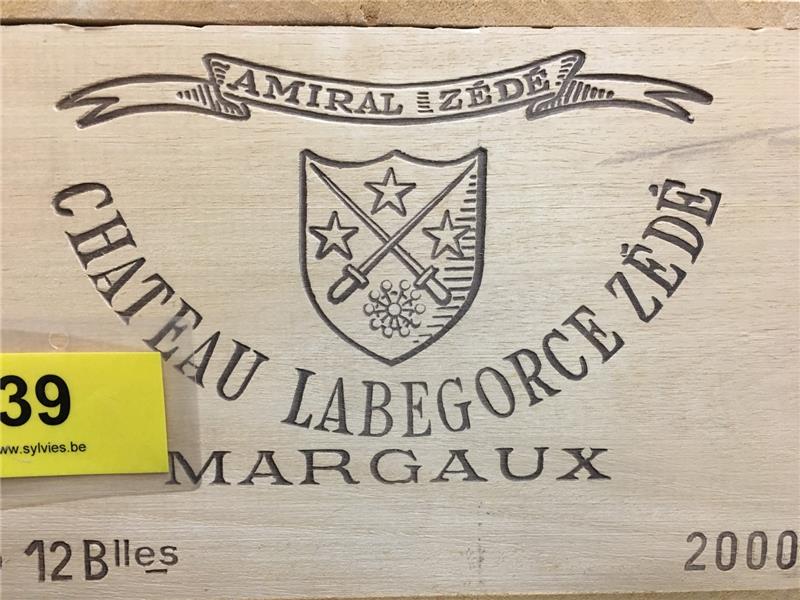 AMIRAL ZÉDÉ
CHATEAU LABEGORCE ZÉDÉ
MARGAUX
39
www.sylvies.be
12 Blles
2000